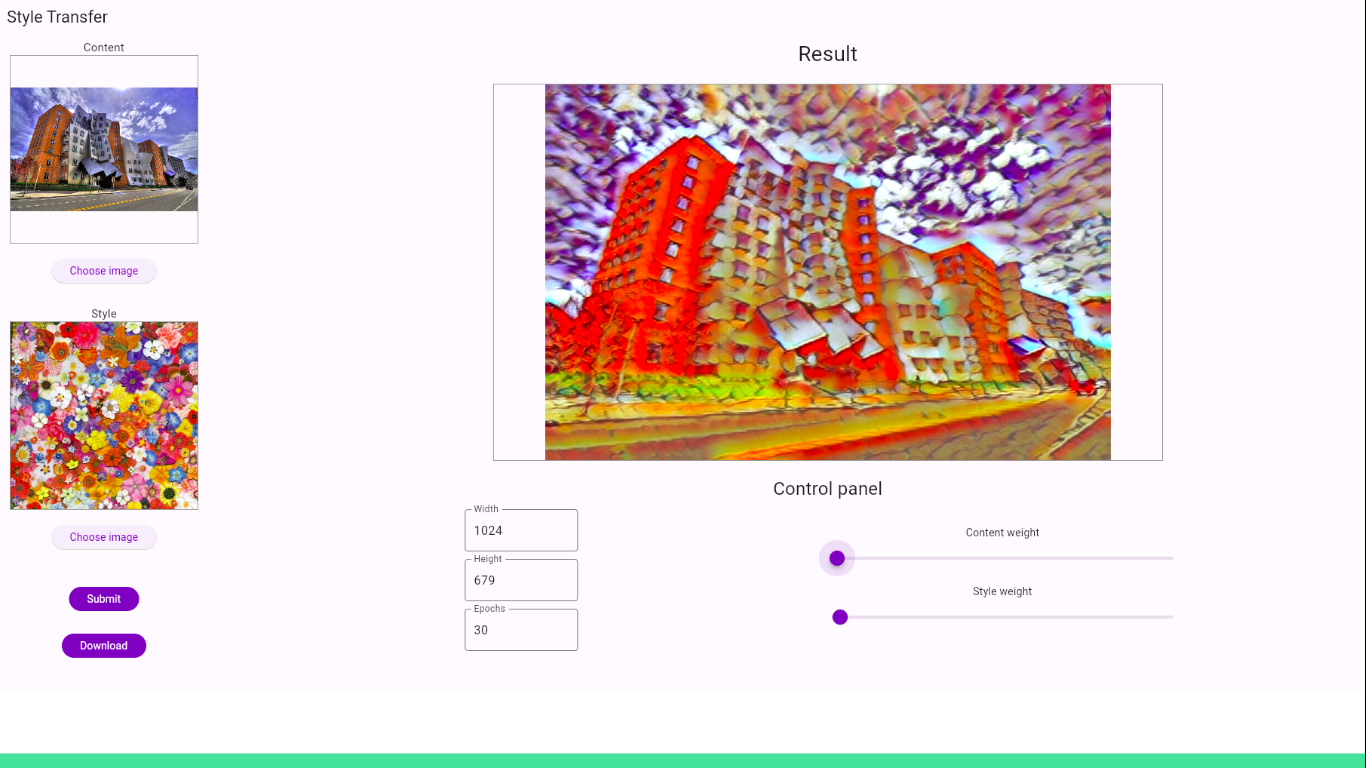 Style Transfer
Content
Choose image
Style
Choose image
Submit
Download
Result
Control panel
Width
1024
Height
679
Epochs
30
Content weight
Style weight